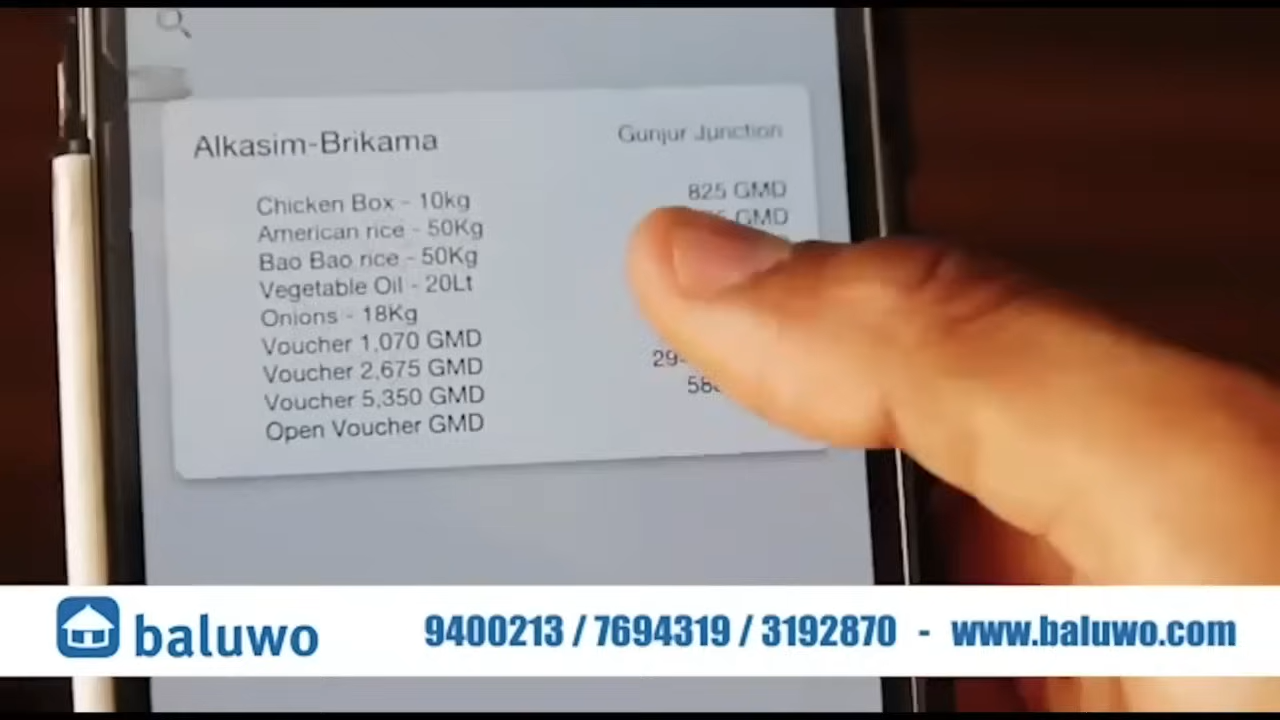 Alkasim-Brikama Gunjur Junction
Chicken Box - 10kg 825 GMD
American rice - 50Kg GMD
Bao Bao rice - 50Kg
Vegetable Oil - 20Lt
Onions - 18Kg
Voucher 1,070 GMD
Voucher 2,675 GMD
Voucher 5,350 GMD
Open Voucher GMD
baluwo 9400213 / 7694319 / 3192870 - www.baluwo.com